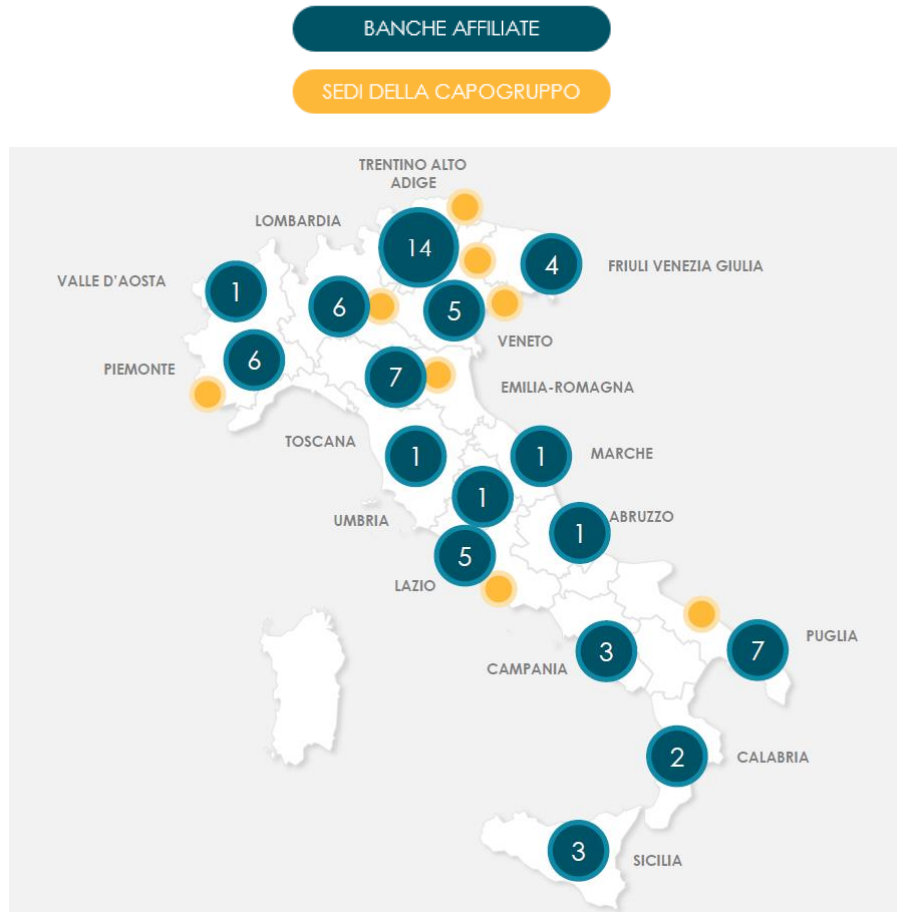 BANCHE AFFILIATE
SEDI DELLA CAPOGRUPPO
TRENTINO ALTO
ADIGE
LOMBARDIA
14
4
FRIULI VENEZIA GIULIA
VALLE D'AOSTA
1
6
5
VENETO
PIEMONTE
6
7
EMILIA-ROMAGNA
TOSCANA
1
1
MARCHE
UMBRIA
1
ABRUZZO
1
5
LAZIO
PUGLIA
7
CAMPANIA
3
2
CALABRIA
3
SICILIA